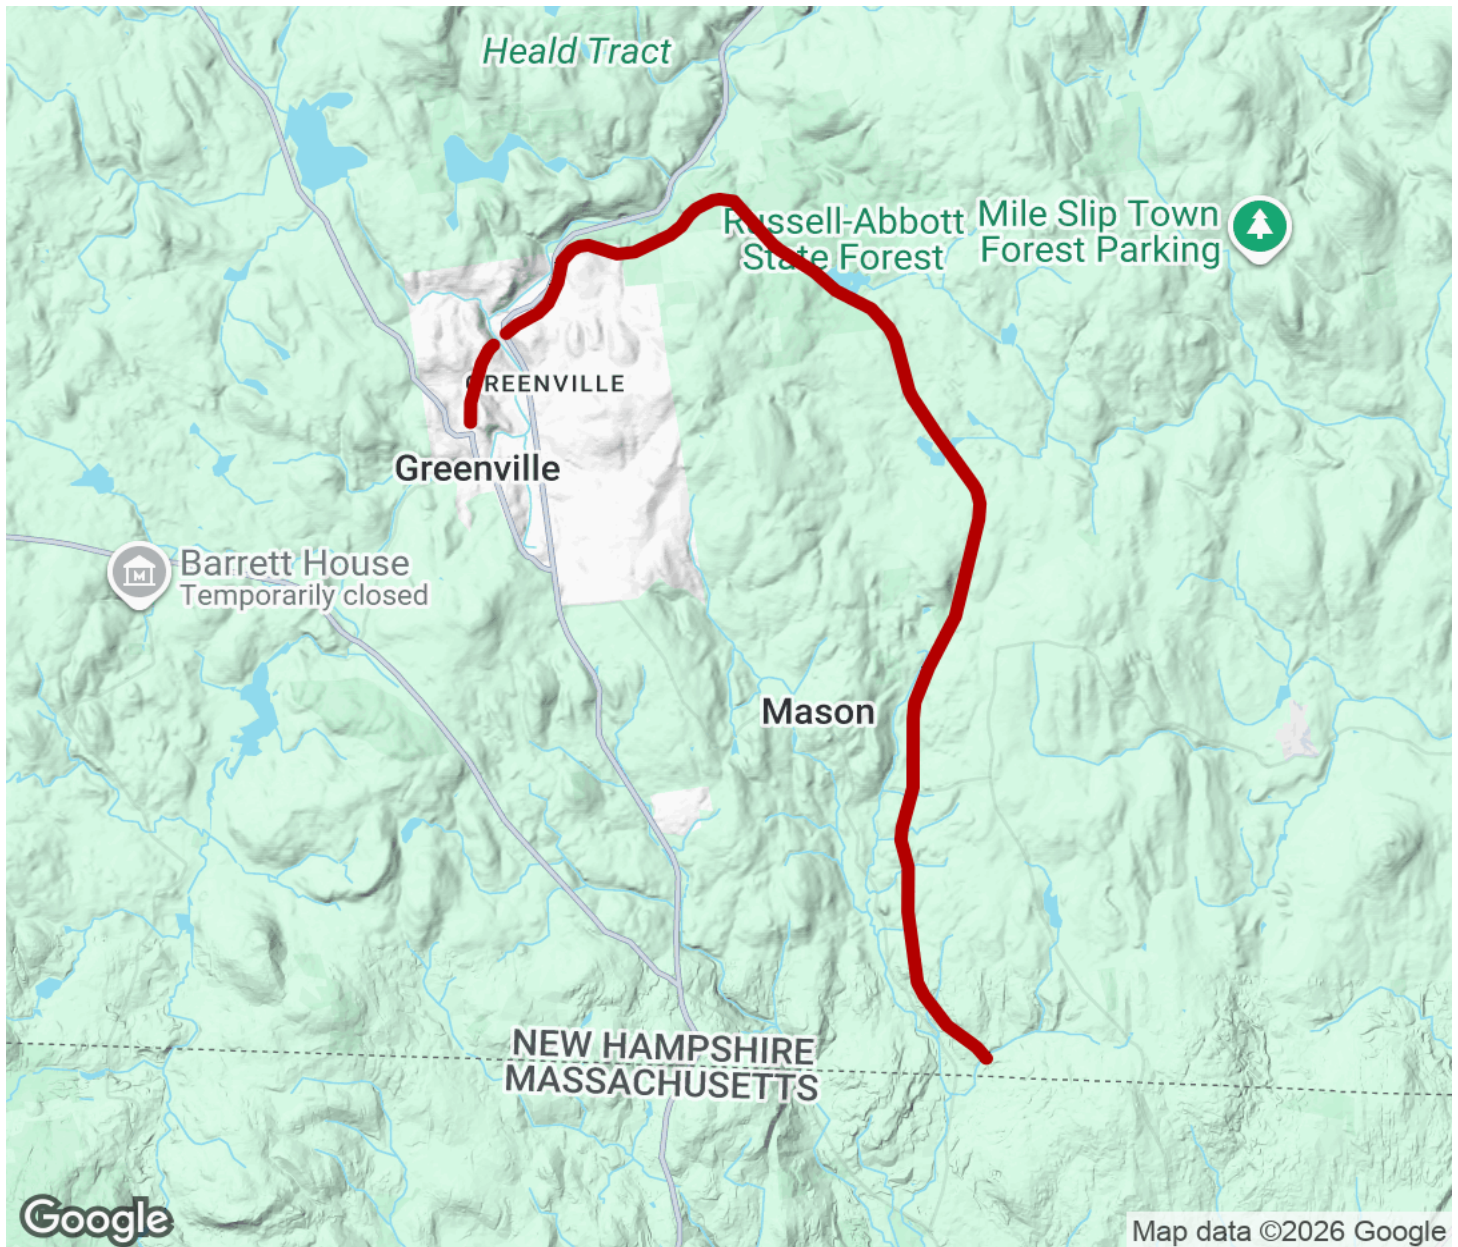 Heald Tract
Russell-Abbott
State Forest
Mile Slip Town
Forest Parking
GREENVILLE
Greenville
Barrett House
Temporarily closed
M
Mason
NEW HAMPSHIRE
MASSACHUSETTS
Google
Map data ©2026 Google